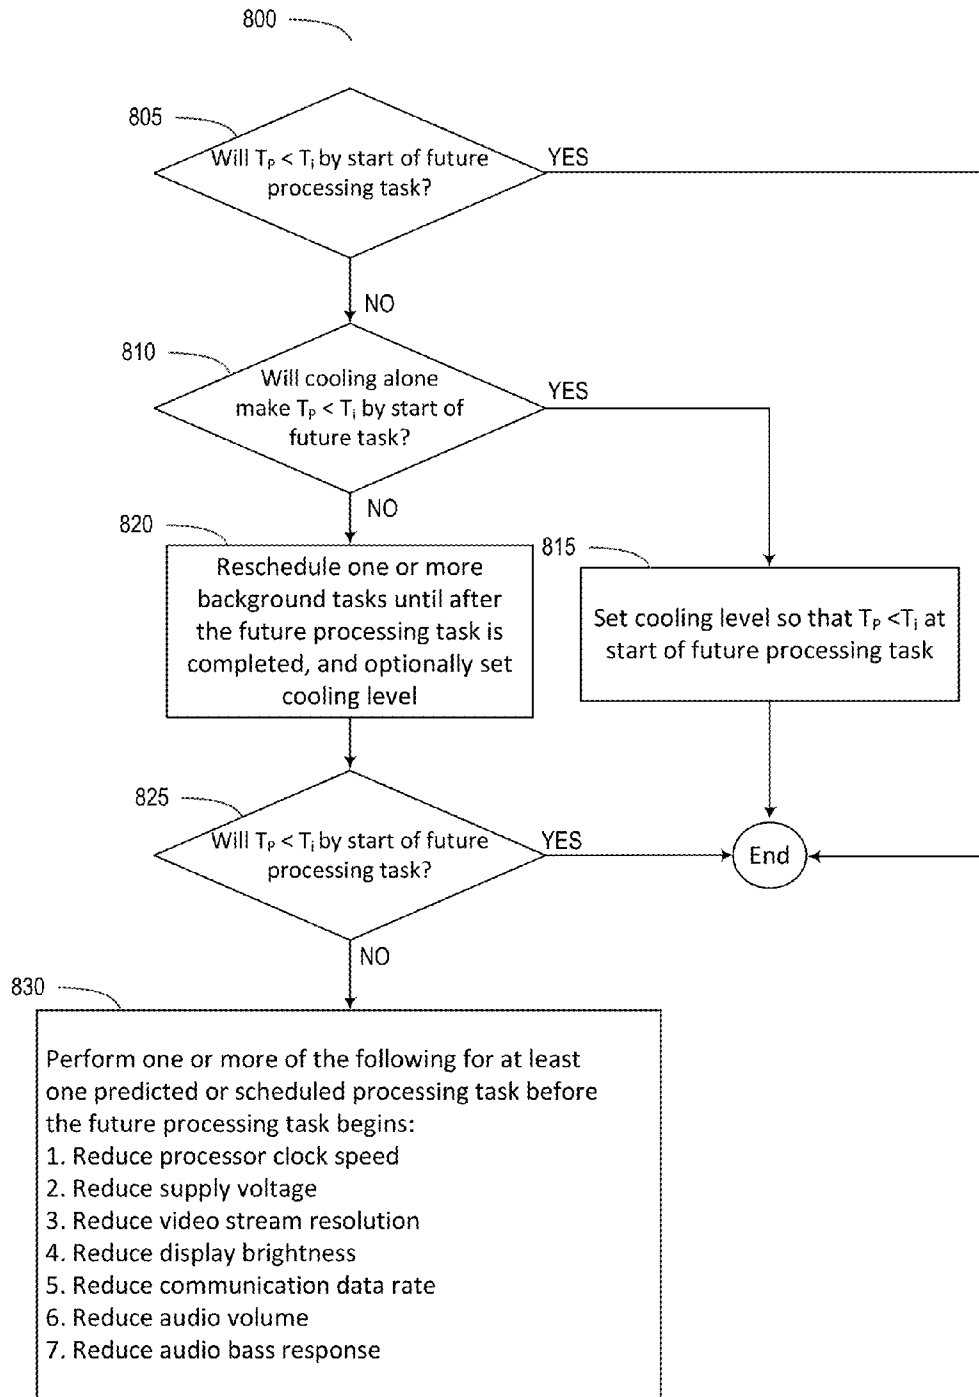 800
805
Will Tₚ < Tᵢ by start of future
processing task?
YES
NO
810
Will cooling alone
make Tₚ < Tᵢ by start of
future task?
YES
NO
820
Reschedule one or more
background tasks until after
the future processing task is
completed, and optionally set
cooling level
815
Set cooling level so that Tₚ <Tᵢ at
start of future processing task
825
Will Tₚ < Tᵢ by start of future
processing task?
YES
End
NO
830
Perform one or more of the following for at least
one predicted or scheduled processing task before
the future processing task begins:
1. Reduce processor clock speed
2. Reduce supply voltage
3. Reduce video stream resolution
4. Reduce display brightness
5. Reduce communication data rate
6. Reduce audio volume
7. Reduce audio bass response